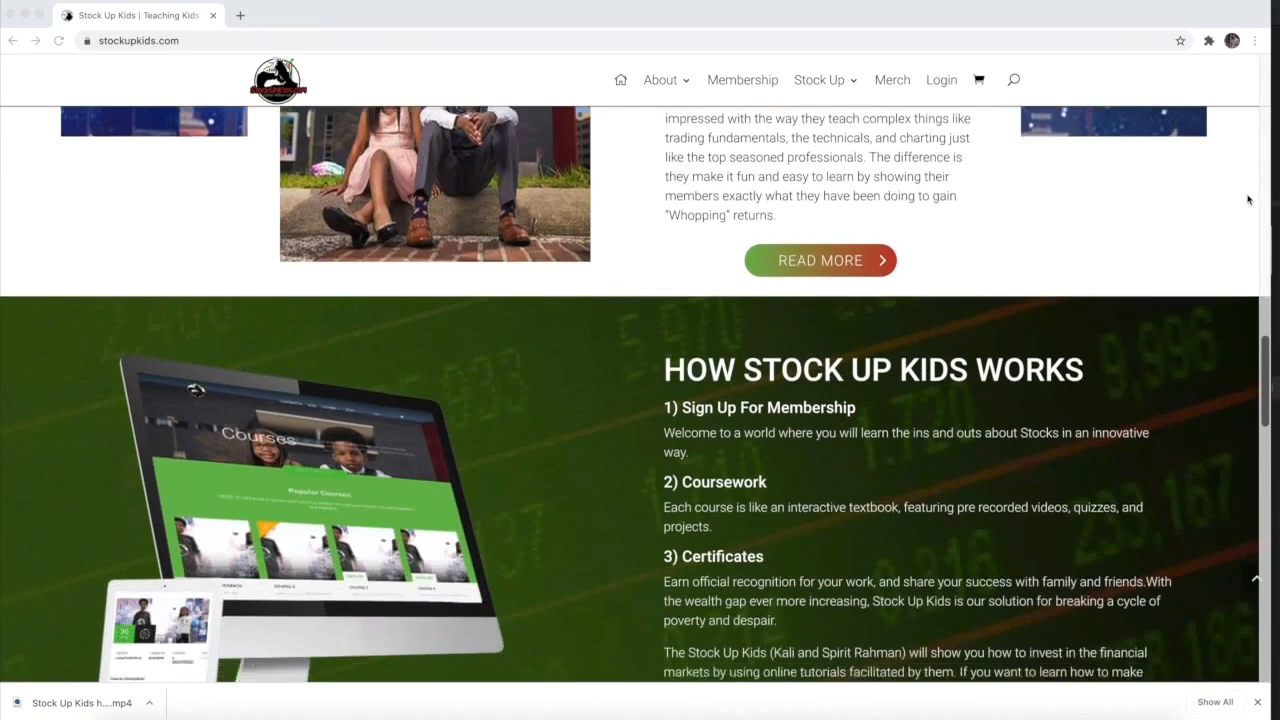 Stock Up Kids | Teaching Kids
stockupkids.com
About
Membership
Stock Up
Merch
Login
impressed with the way they teach complex things like
trading fundamentals, the technicals, and charting just
like the top seasoned professionals. The difference is
they make it fun and easy to learn by showing their
members exactly what they have been doing to gain
“Whopping” returns.
READ MORE
HOW STOCK UP KIDS WORKS
1) Sign Up For Membership
Welcome to a world where you will learn the ins and outs about Stocks in an innovative
way.
2) Coursework
Each course is like an interactive textbook, featuring pre recorded videos, quizzes, and
projects.
3) Certificates
Earn official recognition for your work, and share your success with family and friends.With
the wealth gap ever more increasing, Stock Up Kids is our solution for breaking a cycle of
poverty and despair.
The Stock Up Kids (Kali and Spirit Rahman) will show you how to invest in the financial
markets by using online tutorials facilitated by them. If you want to learn how to make
Courses
Popular Courses
9,996
1.720
Stock Up Kids h....mp4
Show All